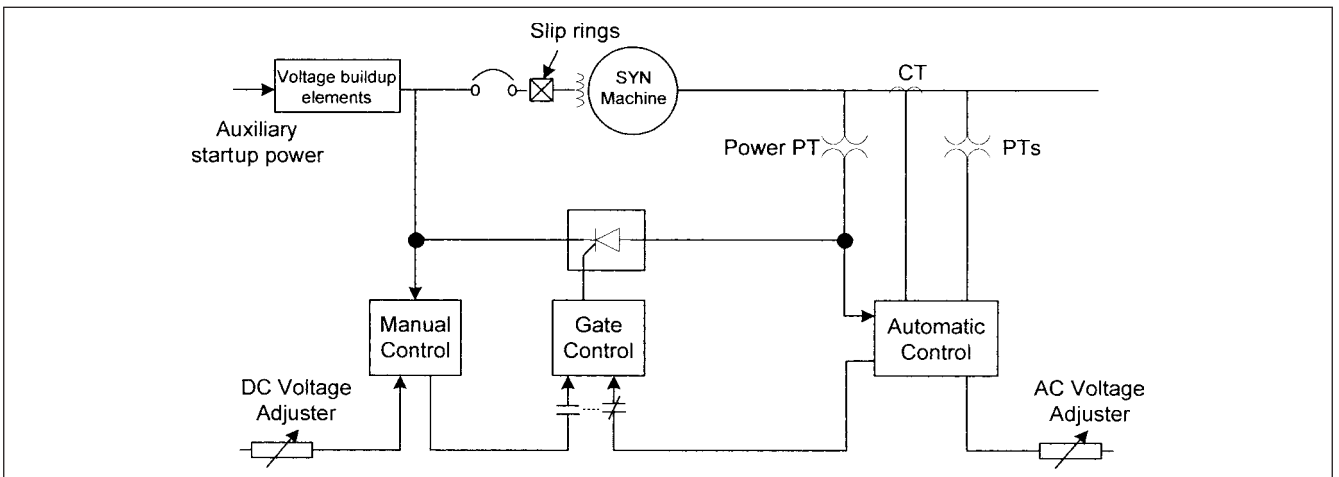 Slip rings
Voltage buildup
elements
SYN
Machine
CT
Auxiliary
startup power
Power PT
PTs
Manual
Control
Gate
Control
Automatic
Control
DC Voltage
Adjuster
AC Voltage
Adjuster